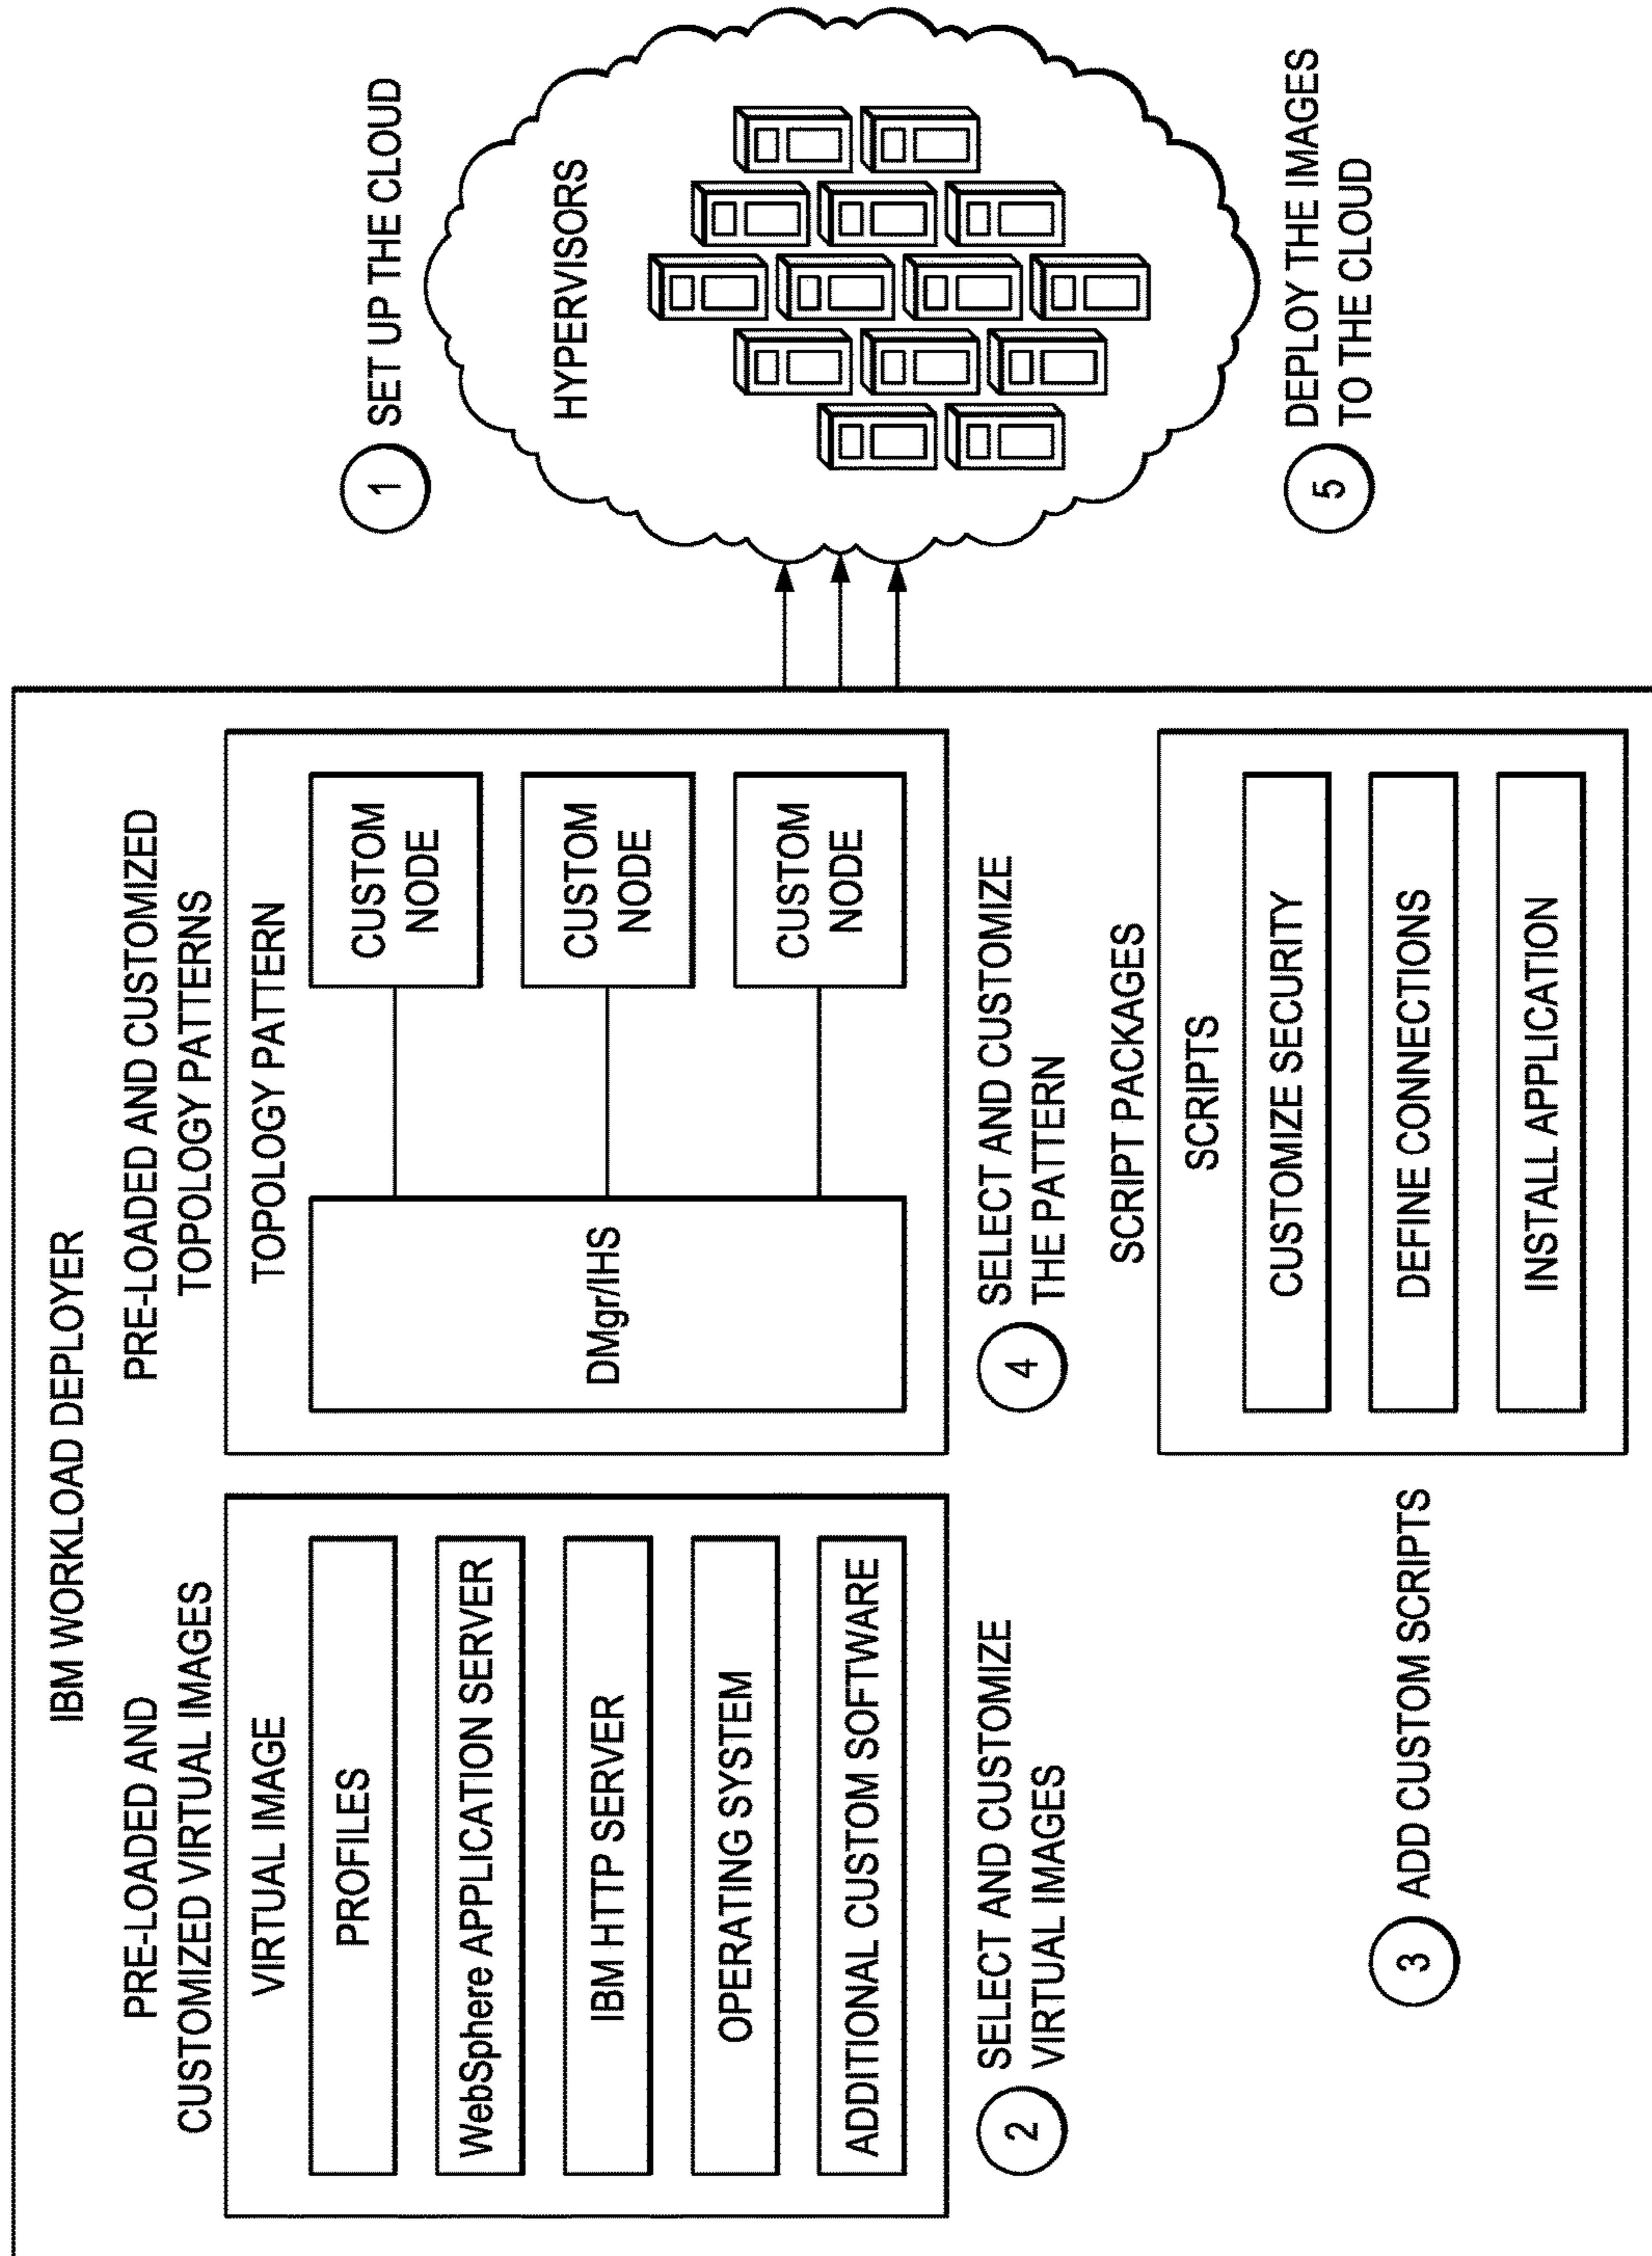 IBM WORKLOAD DEPLOYER
PRE-LOADED AND
CUSTOMIZED VIRTUAL IMAGES
VIRTUAL IMAGE
PROFILES
WebSphere APPLICATION SERVER
IBM HTTP SERVER
OPERATING SYSTEM
ADDITIONAL CUSTOM SOFTWARE
2
SELECT AND CUSTOMIZE
VIRTUAL IMAGES
PRE-LOADED AND CUSTOMIZED
TOPOLOGY PATTERNS
TOPOLOGY PATTERN
DMgr/IHS
CUSTOM
NODE
CUSTOM
NODE
CUSTOM
NODE
4
SELECT AND CUSTOMIZE
THE PATTERN
3
ADD CUSTOM SCRIPTS
SCRIPT PACKAGES
SCRIPTS
CUSTOMIZE SECURITY
DEFINE CONNECTIONS
INSTALL APPLICATION
1
SET UP THE CLOUD
HYPERVISORS
5
DEPLOY THE IMAGES
TO THE CLOUD